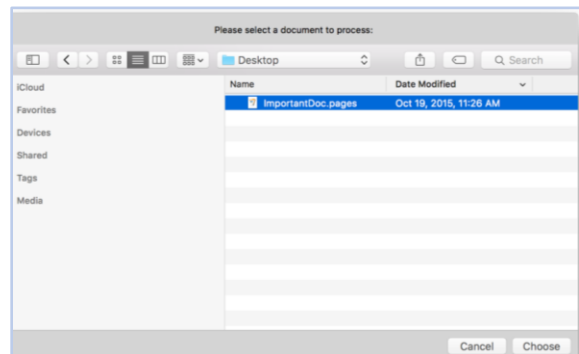 Please select a document to process:
Desktop
Search
iCloud
Favorites
Devices
Shared
Tags
Media
Name Date Modified
ImportantDoc.pages Oct 19, 2015, 11:26 AM
Cancel Choose